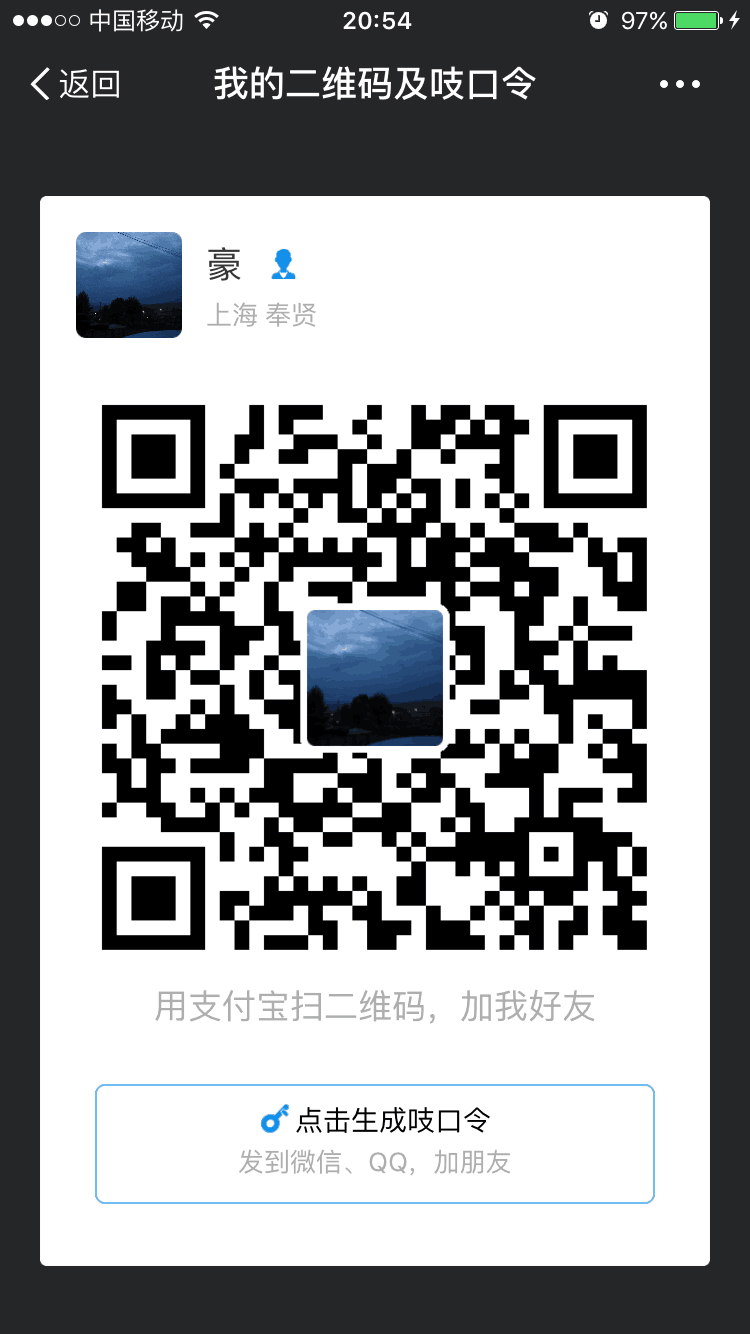 中国移动 20:54 97%
返回 我的二维码及吱口令
豪
上海 奉贤
用支付宝扫二维码，加我好友
点击生成吱口令
发到微信、QQ，加朋友